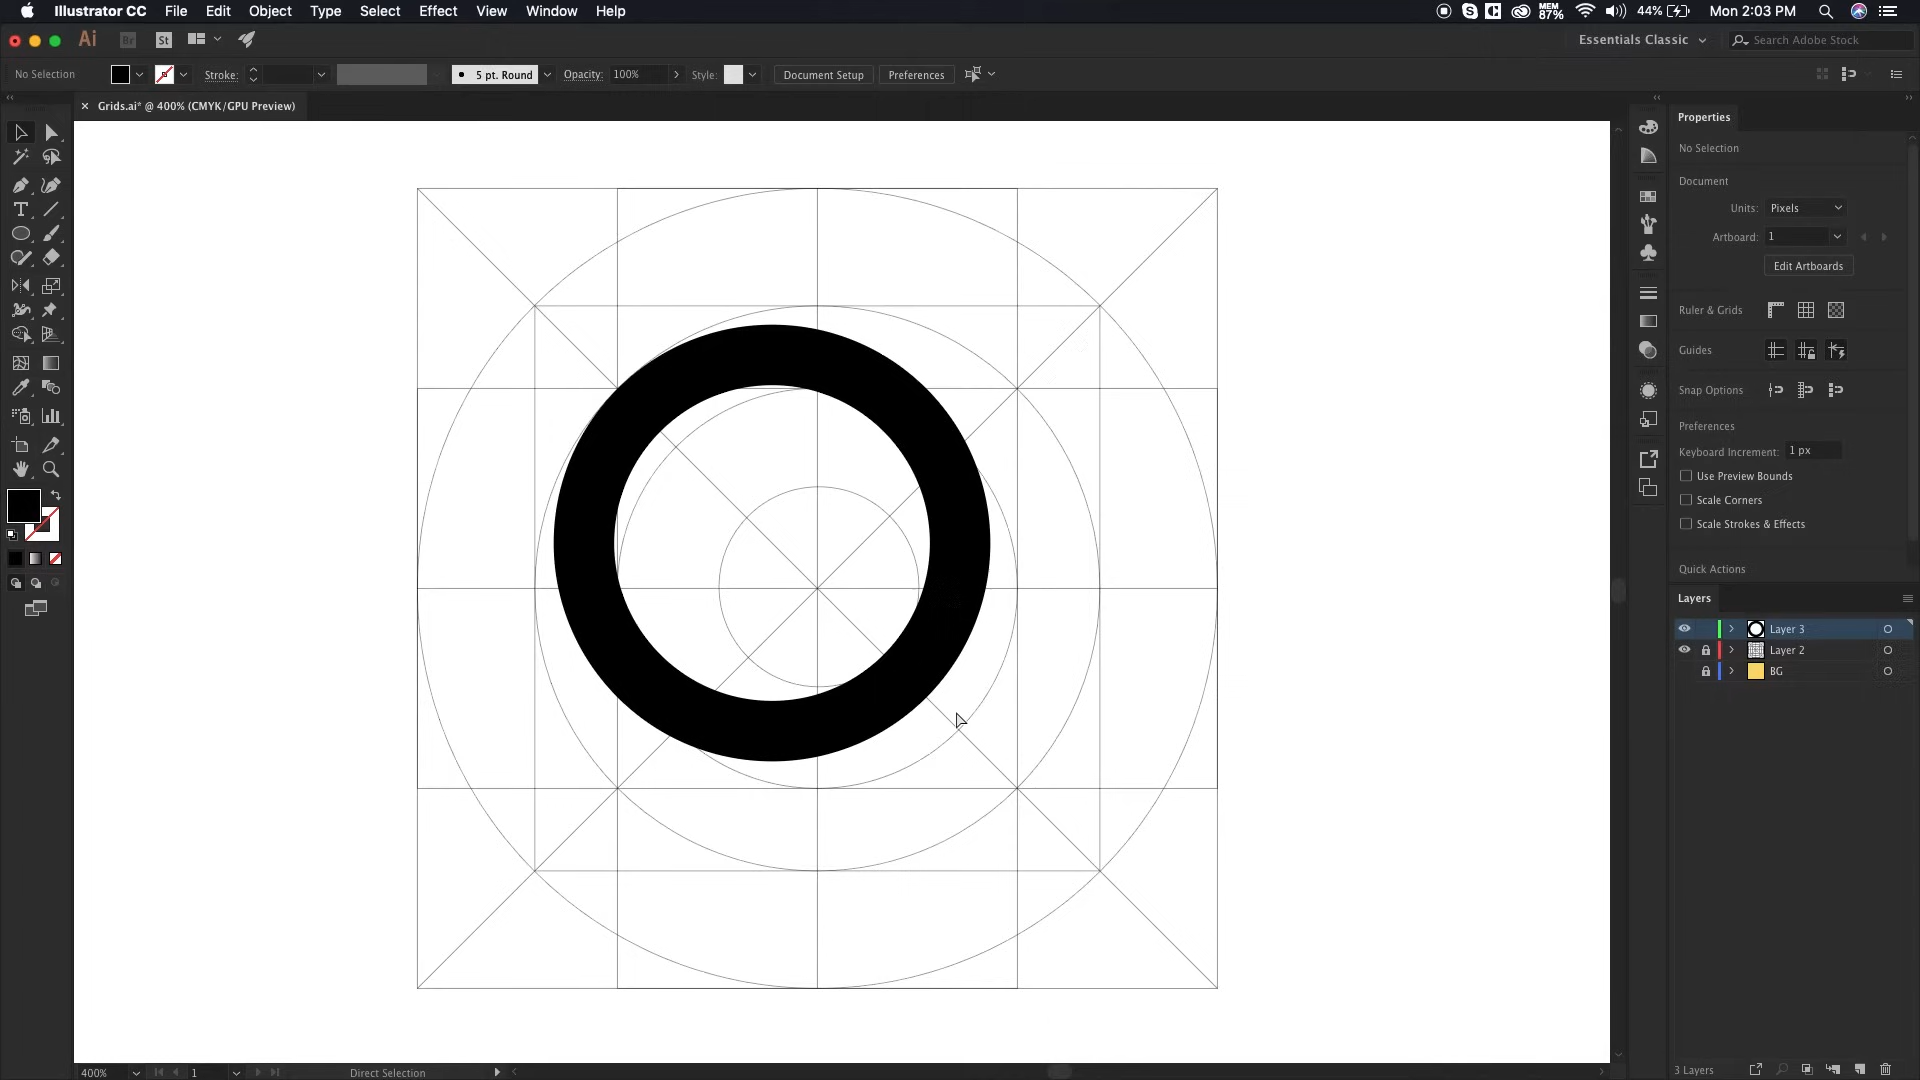 Illustrator CC File Edit Object Type Select Effect View Window Help MEM 87% 44% Mon 2:03 PM
Ai Br St Essentials Classic Search Adobe Stock
No Selection Stroke: 5 pt. Round Opacity: 100% Style: Document Setup Preferences
× Grids.ai* @ 400% (CMYK/GPU Preview)
Properties
No Selection
Document
Units: Pixels
Artboard: 1
Edit Artboards
Ruler & Grids
Guides
Snap Options
Preferences
Keyboard Increment: 1 px
Use Preview Bounds
Scale Corners
Scale Strokes & Effects
Quick Actions
Layers
Layer 3
Layer 2
BG
400% 1 Direct Selection 3 Layers